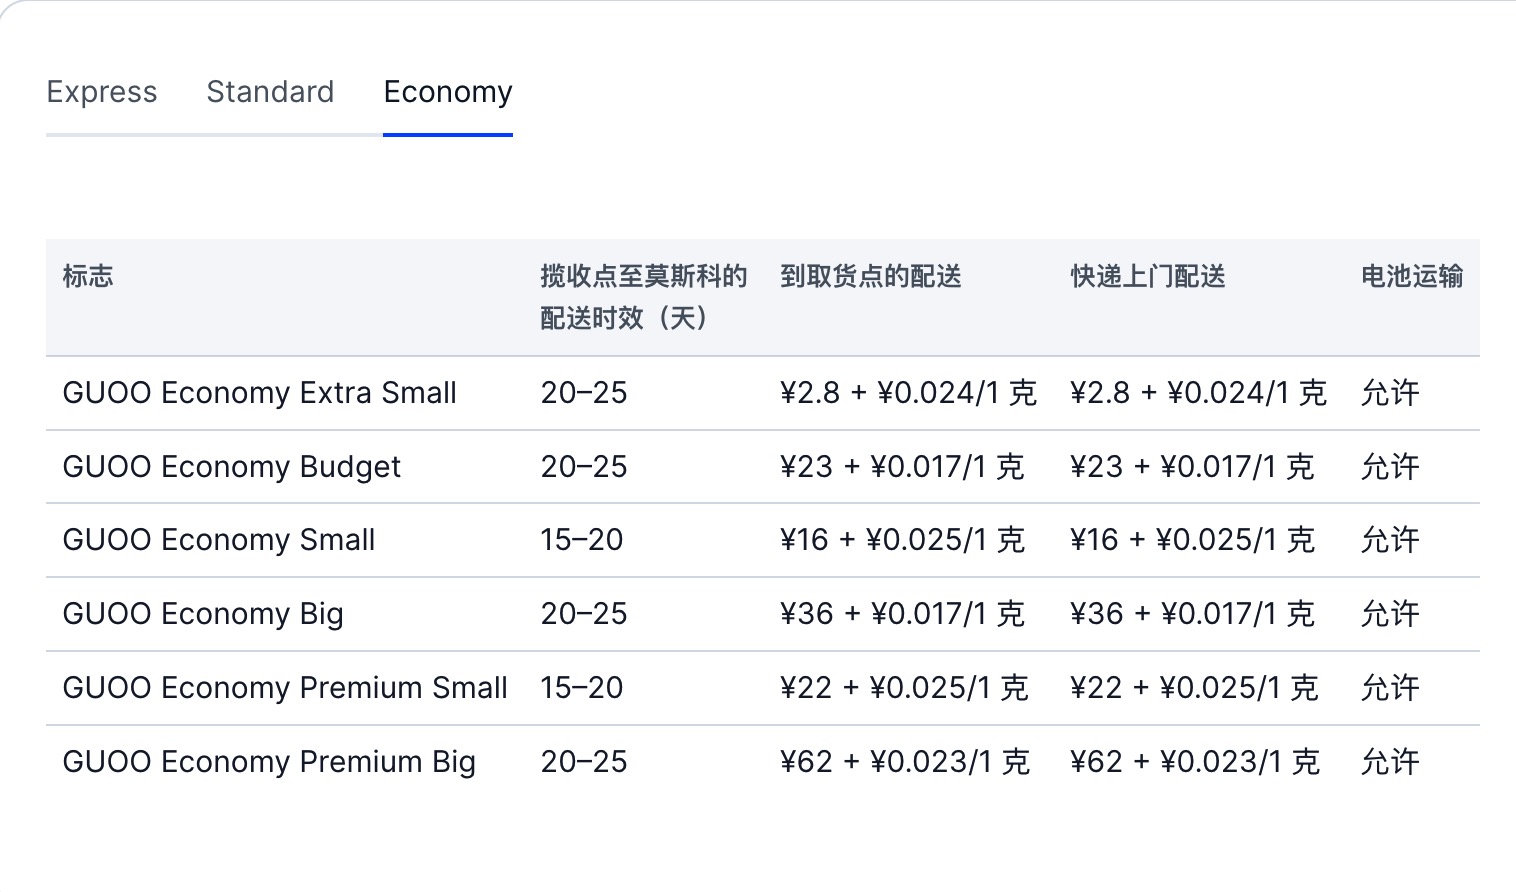 Express Standard Economy
标志 揽收点至莫斯科的 到取货点的配送 快递上门配送 电池运输
配送时效（天）
GUOO Economy Extra Small 20–25 ¥2.8 + ¥0.024/1 克 ¥2.8 + ¥0.024/1 克 允许
GUOO Economy Budget 20–25 ¥23 + ¥0.017/1 克 ¥23 + ¥0.017/1 克 允许
GUOO Economy Small 15–20 ¥16 + ¥0.025/1 克 ¥16 + ¥0.025/1 克 允许
GUOO Economy Big 20–25 ¥36 + ¥0.017/1 克 ¥36 + ¥0.017/1 克 允许
GUOO Economy Premium Small 15–20 ¥22 + ¥0.025/1 克 ¥22 + ¥0.025/1 克 允许
GUOO Economy Premium Big 20–25 ¥62 + ¥0.023/1 克 ¥62 + ¥0.023/1 克 允许